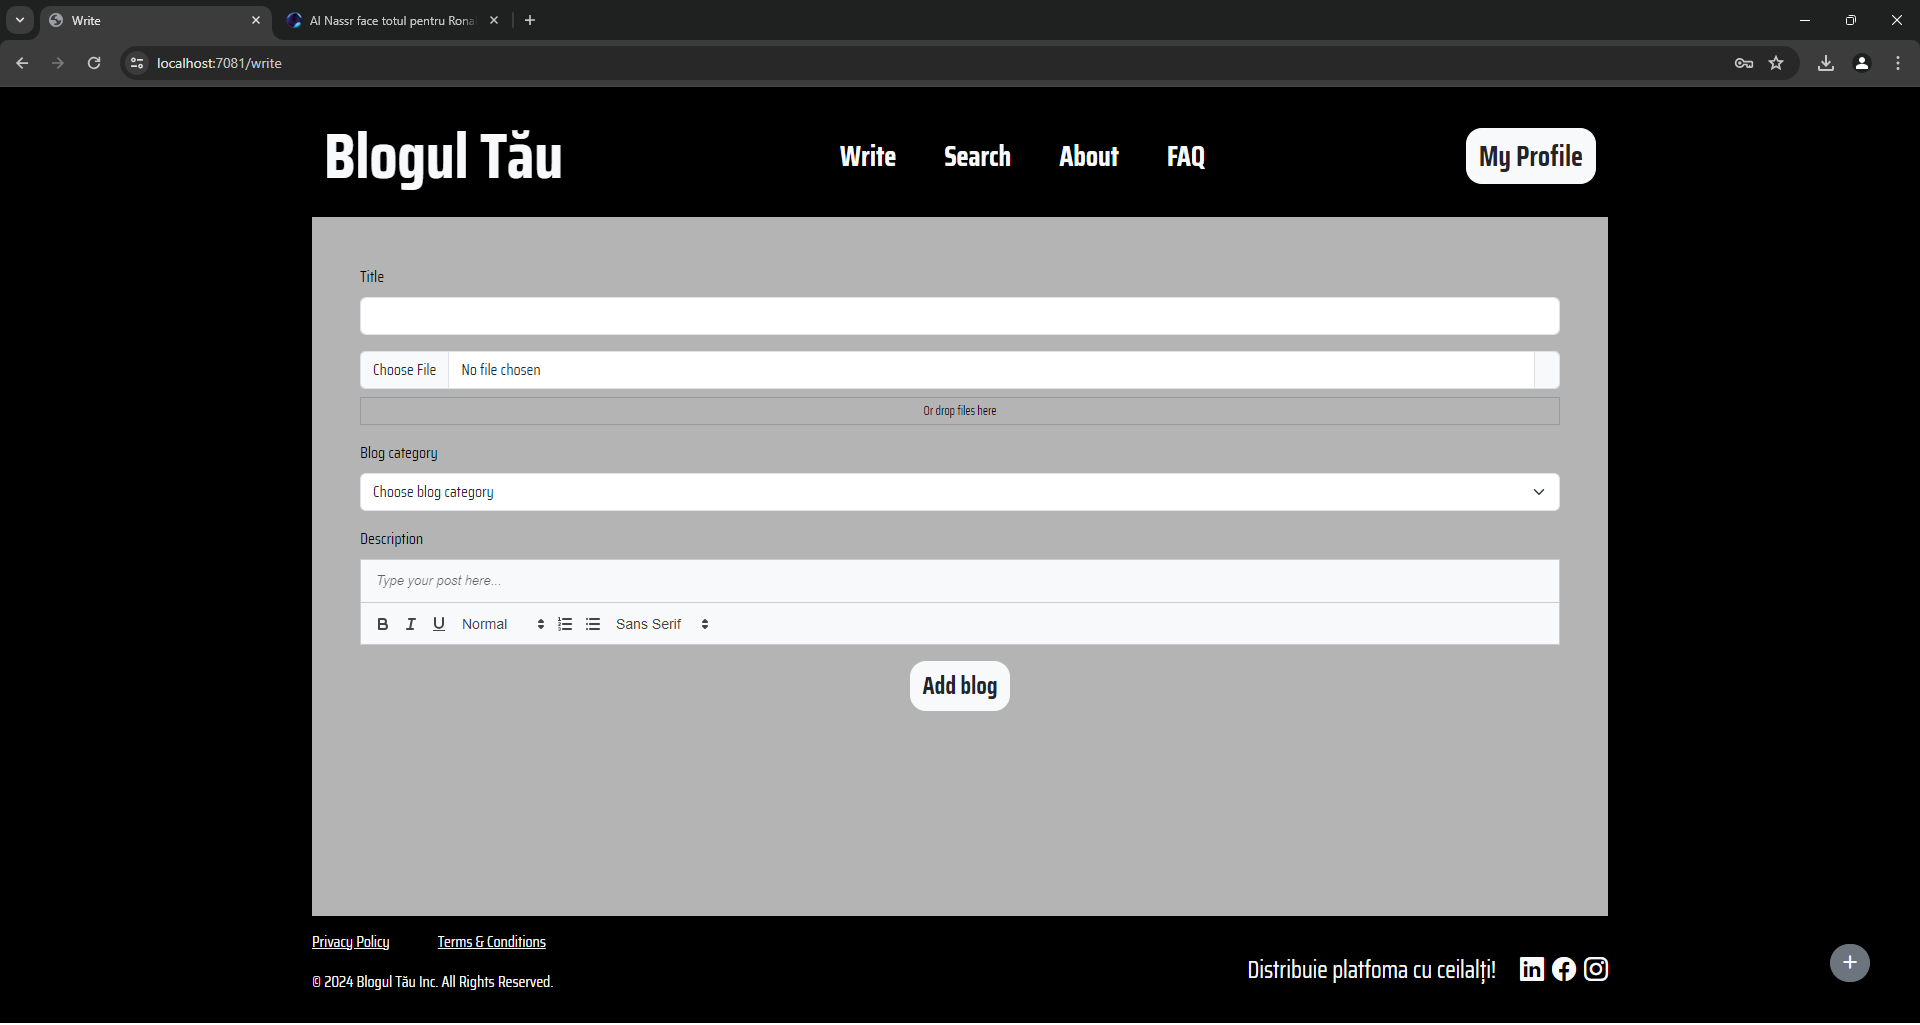 Write
Al Nassr face totul pentru Rona
localhost:7081/write
Blogul Tău
Write
Search
About
FAQ
My Profile
Title
Choose File
No file chosen
Or drop files here
Blog category
Choose blog category
Description
Type your post here...
B I U Normal Sans Serif
Add blog
Privacy Policy
Terms & Conditions
© 2024 Blogul Tău Inc. All Rights Reserved.
Distribuie platfoma cu ceilalți!
in